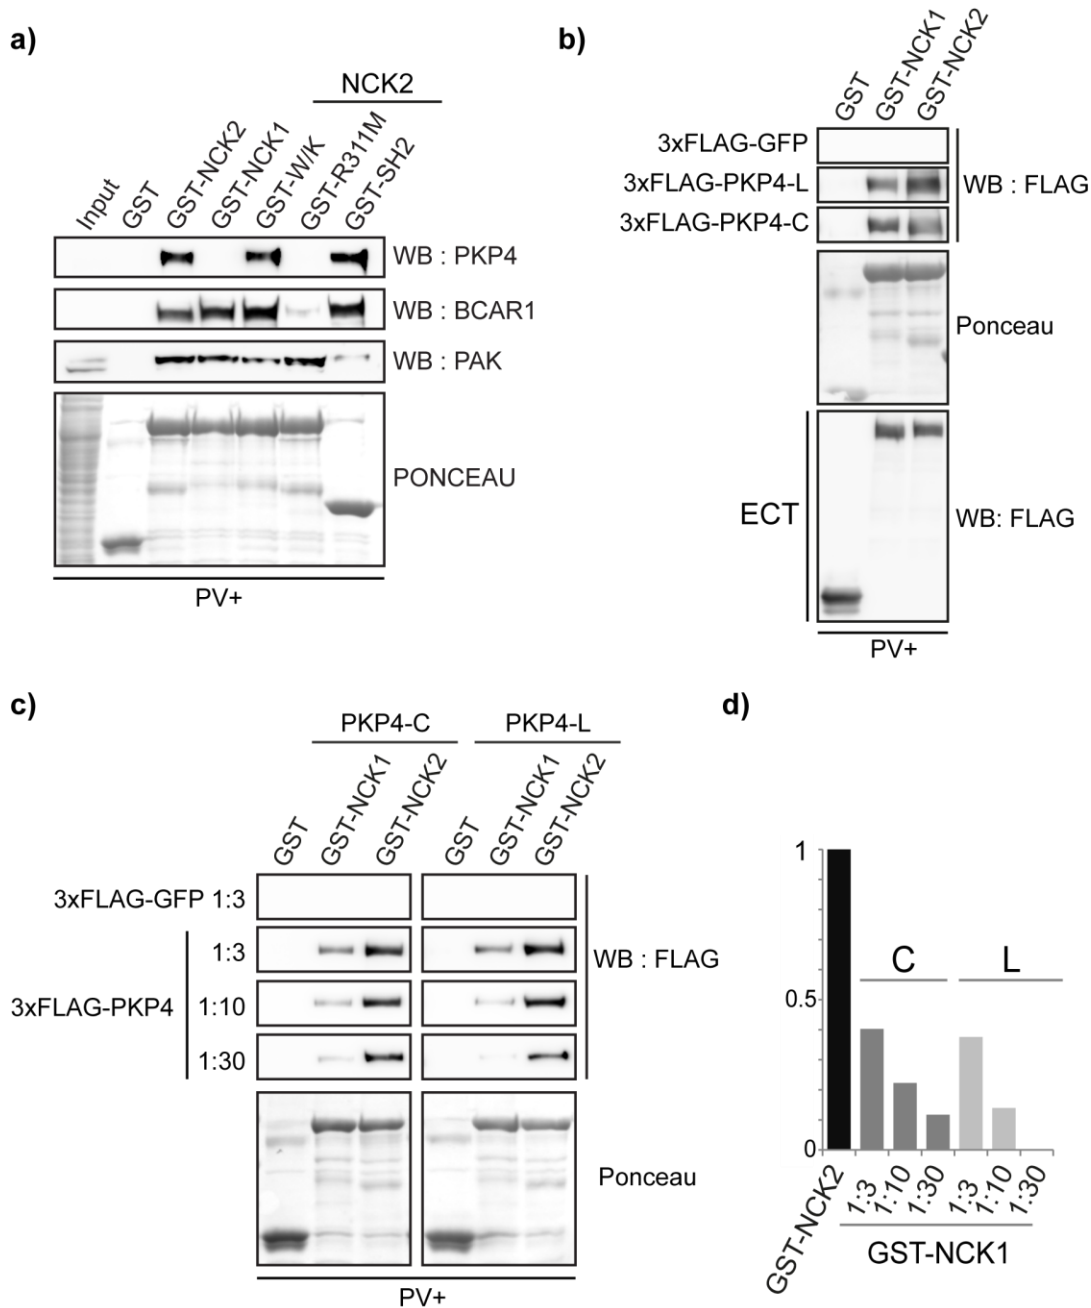 a)
NCK2
Input
GST
GST-NCK2
GST-NCK1
GST-W/K
GST-R311M
GST-SH2
WB : PKP4
WB : BCAR1
WB : PAK
PONCEAU
PV+
b)
GST
GST-NCK1
GST-NCK2
3xFLAG-GFP
3xFLAG-PKP4-L
3xFLAG-PKP4-C
WB : FLAG
Ponceau
ECT
WB: FLAG
PV+
c)
PKP4-C
PKP4-L
GST
GST-NCK1
GST-NCK2
GST
GST-NCK1
GST-NCK2
3xFLAG-GFP 1:3
3xFLAG-PKP4
1:3
1:10
1:30
WB : FLAG
Ponceau
PV+
d)
1
0.5
0
C
L
GST-NCK2
1:3
1:10
1:30
1:3
1:10
1:30
GST-NCK1